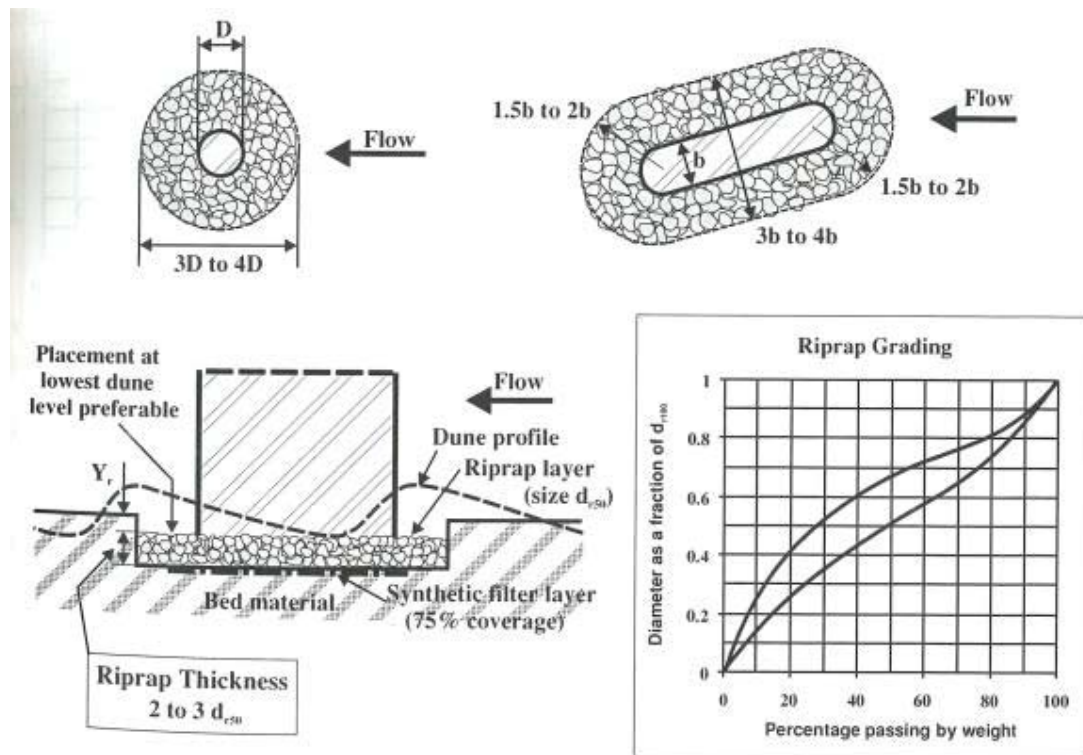 D
Flow
3D to 4D
1.5b to 2b
b
Flow
1.5b to 2b
3b to 4b
Placement at
lowest dune
level preferable
Flow
Dune profile
Riprap layer
(size dr50)
Yr
Synthetic filter layer
(75% coverage)
Bed material
Riprap Thickness
2 to 3 dr50
Riprap Grading
Diameter as a fraction of dr100
1
0.8
0.6
0.4
0.2
0
0 20 40 60 80 100
Percentage passing by weight